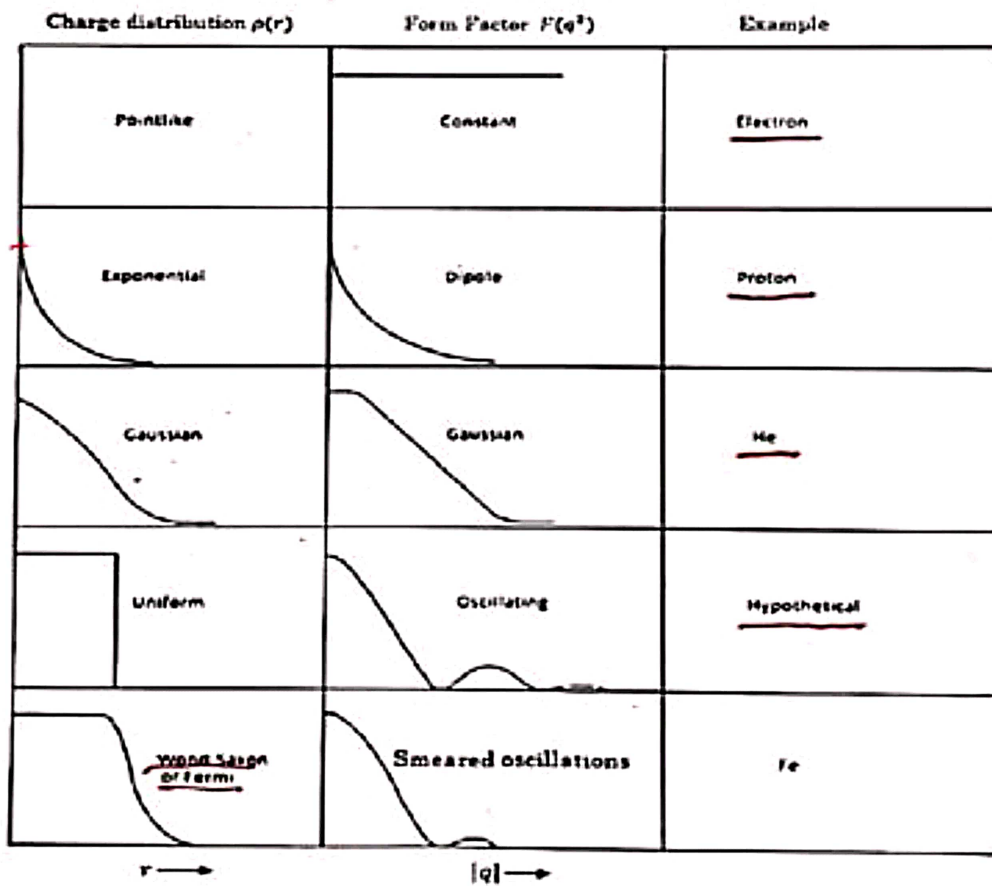 Charge distribution ρ(r) Form Factor F(q²) Example
Pointlike Constant Electron
Exponential Dipole Proton
Gaussian Gaussian He
Uniform Oscillating Hypothetical
Wood Saxon Smeared oscillations Fe
or Fermi
r → |q| →